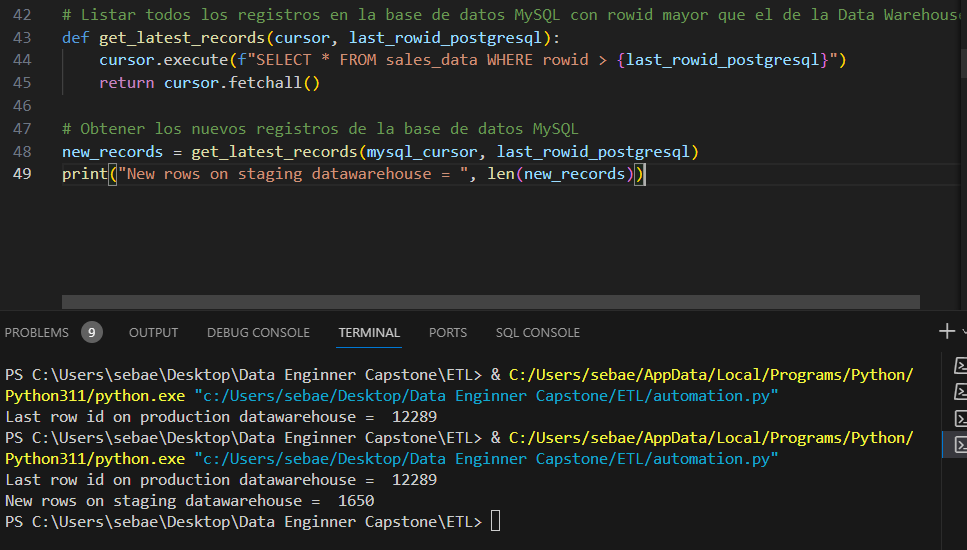 42 # Listar todos los registros en la base de datos MySQL con rowid mayor que el de la Data Warehouse
43 def get_latest_records(cursor, last_rowid_postgresql):
44     cursor.execute(f"SELECT * FROM sales_data WHERE rowid > {last_rowid_postgresql}")
45     return cursor.fetchall()
46
47 # Obtener los nuevos registros de la base de datos MySQL
48 new_records = get_latest_records(mysql_cursor, last_rowid_postgresql)
49 print("New rows on staging datawarehouse = ", len(new_records))
PROBLEMS 9 OUTPUT DEBUG CONSOLE TERMINAL PORTS SQL CONSOLE
PS C:\Users\sebae\Desktop\Data Enginner Capstone\ETL> & C:/Users/sebae/AppData/Local/Programs/Python/
Python311/python.exe "c:/Users/sebae/Desktop/Data Enginner Capstone/ETL/automation.py"
Last row id on production datawarehouse =  12289
PS C:\Users\sebae\Desktop\Data Enginner Capstone\ETL> & C:/Users/sebae/AppData/Local/Programs/Python/
Python311/python.exe "c:/Users/sebae/Desktop/Data Enginner Capstone/ETL/automation.py"
Last row id on production datawarehouse =  12289
New rows on staging datawarehouse =  1650
PS C:\Users\sebae\Desktop\Data Enginner Capstone\ETL>